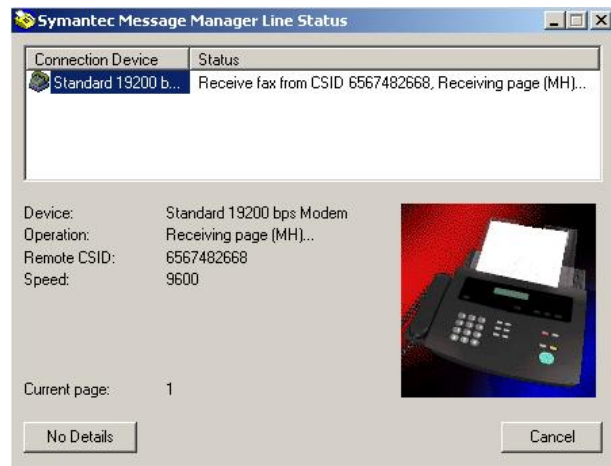 Symantec Message Manager Line Status
Connection Device Status
Standard 19200 b... Receive fax from CSID 6567482668, Receiving page (MH)...
Device: Standard 19200 bps Modem
Operation: Receiving page (MH)...
Remote CSID: 6567482668
Speed: 9600
Current page: 1
No Details Cancel